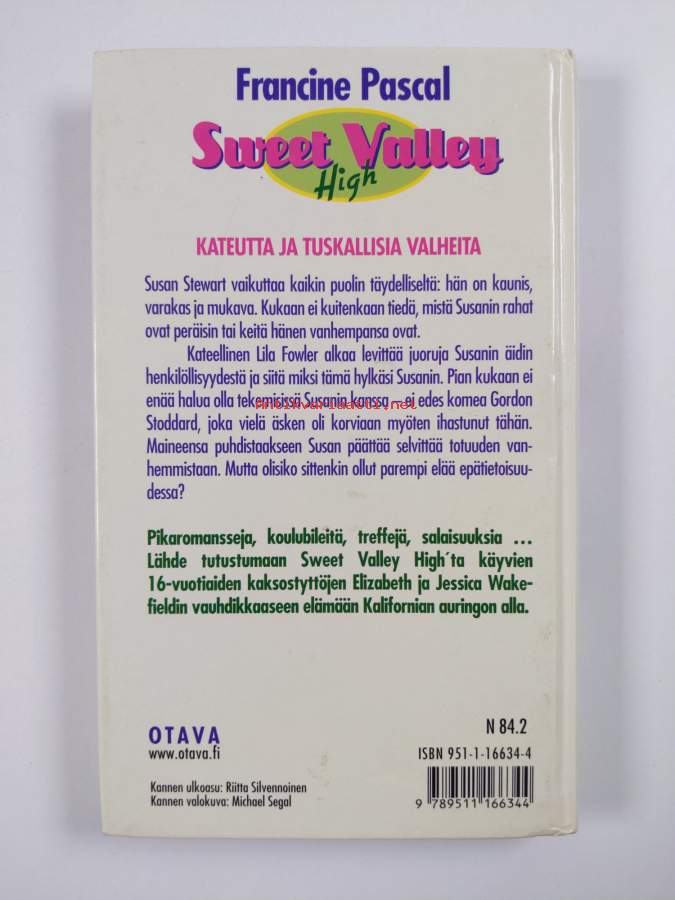 Francine Pascal
Sweet Valley
High
KATEUTTA JA TUSKALLISIA VALHEITA
Susan Stewart vaikuttaa kaikin puolin täydelliseltä: hän on kaunis,
varakas ja mukava. Kukaan ei kuitenkaan tiedä, mistä Susanin rahat
ovat peräisin tai keitä hänen vanhempansa ovat.
Kateellinen Lila Fowler alkaa levittää juoruja Susanin äidin
henkilöllisyydestä ja siitä miksi tämä hylkäsi Susanin. Pian kukaan ei
enää halua olla tekemisissä Susanin kanssa – ei edes komea Gordon
Antikvariaatti.net
Stoddard, joka vielä äsken oli korviaan myöten ihastunut tähän.
Maineensa puhdistaakseen Susan päättää selvittää totuuden van-
hemmistaan. Mutta olisiko sittenkin ollut parempi elää epätietoisuu-
dessa?
Pikaromansseja, koulubileitä, treffejä, salaisuuksia ...
Lähde tutustumaan Sweet Valley High´ta käyvien
16-vuotiaiden kaksostyttöjen Elizabeth ja Jessica Wake-
fieldin vauhdikkaaseen elämään Kalifornian auringon alla.
OTAVA
www.otava.fi
N 84.2
ISBN 951-1-16634-4
Kannen ulkoasu: Riitta Silvennoinen
Kannen valokuva: Michael Segal
9 789511 166344